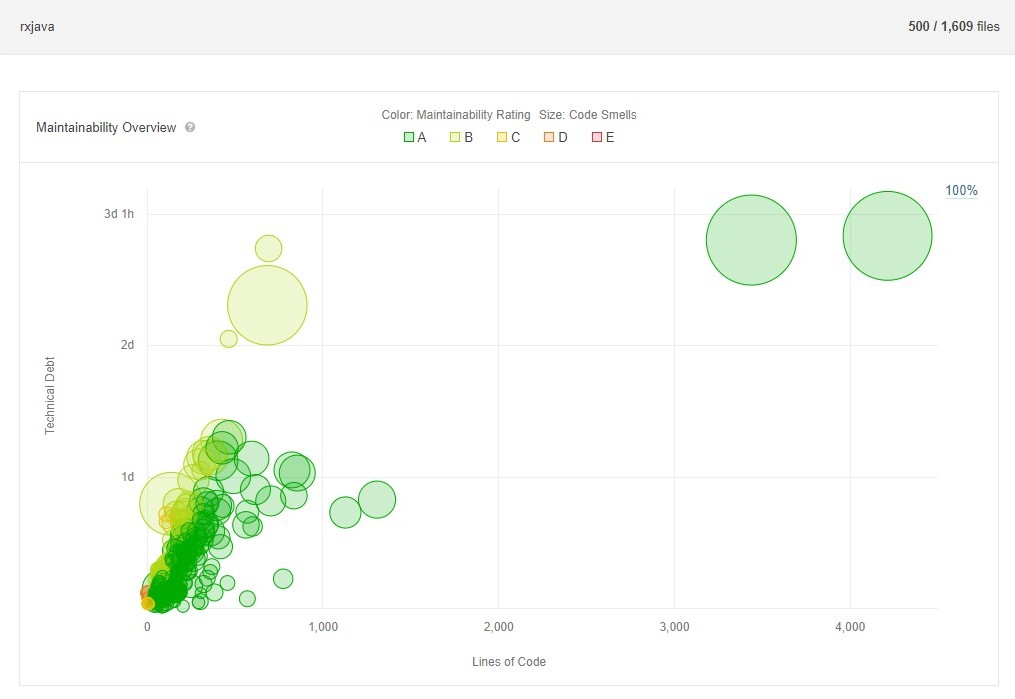 rxjava 500 / 1,609 files
Color: Maintainability Rating Size: Code Smells
Maintainability Overview ?
A B C D E
100%
3d 1h
2d
Technical Debt
1d
0 1,000 2,000 3,000 4,000
Lines of Code